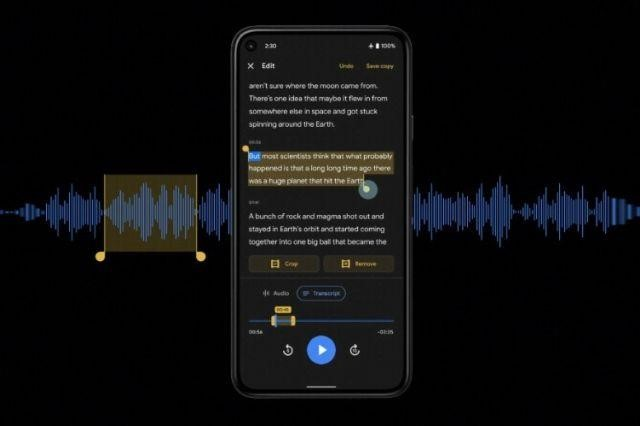 2:30 100%
Edit Undo Save copy
aren't sure where the moon came from.
There's one idea that maybe it flew in from
somewhere else in space and got stuck
spinning around the Earth.
But most scientists think that what probably
happened is that a long long time ago there
was a huge planet that hit the Earth
A bunch of rock and magma shot out and
stayed in Earth's orbit and started coming
together into one big ball that became the
Crop Remove
Audio Transcript
00:56 -03:35